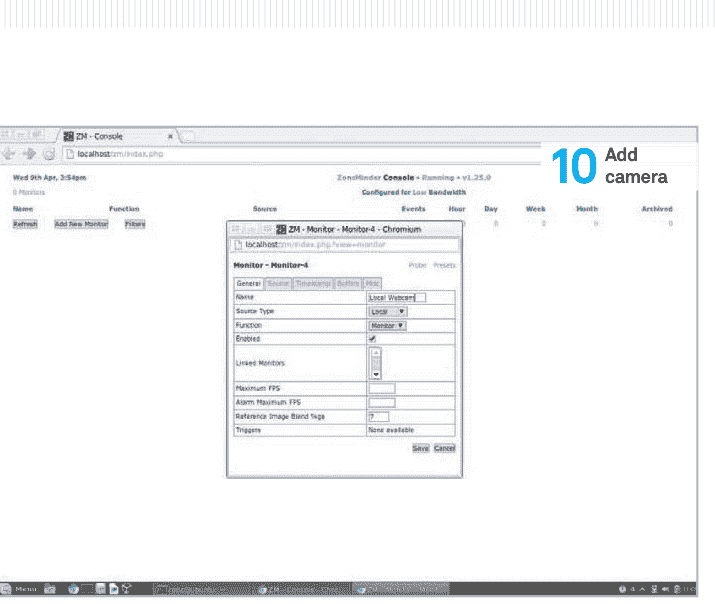 10 Add
camera
ZM - Console
localhost/zm/index.php
Wed 9th Apr, 3:54pm
ZoneMinder Console - Running - v1.25.0
0 Monitors
Configured for Low Bandwidth
Name Function Source Events Hour Day Week Month Archived
Refresh Add New Monitor Filters 0 0 0 0 0
ZM - Monitor - Monitor-4 - Chromium
localhost/zm/index.php?view=monitor
Monitor - Monitor-4 Probe Presets
General Source Timestamp Buffers Misc
Name Local Webcam
Source Type Local
Function Monitor
Enabled
Linked Monitors
Maximum FPS
Alarm Maximum FPS
Reference Image Blend %ge 7
Triggers None available
Save Cancel
Menu
ZM - Console - Chro...